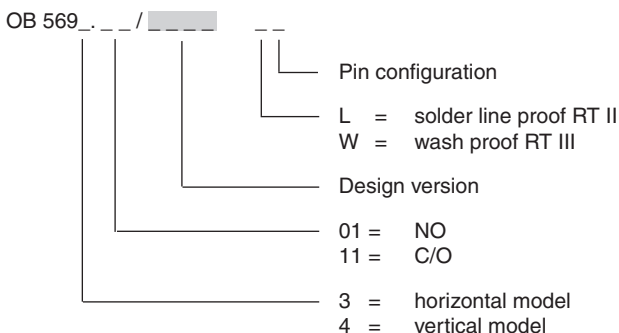 OB 569_. _ _ / _ _ _ _ _ _
Pin configuration
L = solder line proof RT II
W = wash proof RT III
Design version
01 = NO
11 = C/O
3 = horizontal model
4 = vertical model